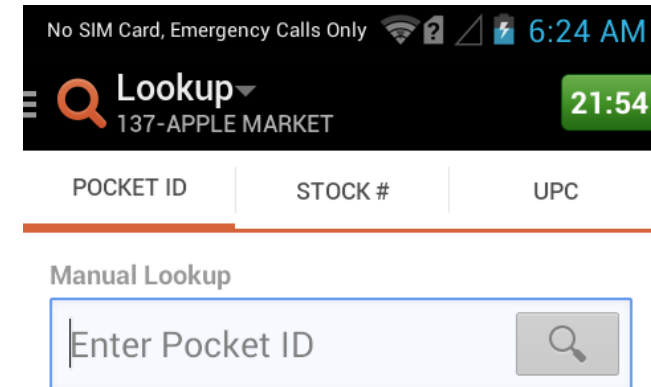 No SIM Card, Emergency Calls Only 6:24 AM
Lookup
137-APPLE MARKET
21:54
POCKET ID STOCK # UPC
Manual Lookup
Enter Pocket ID